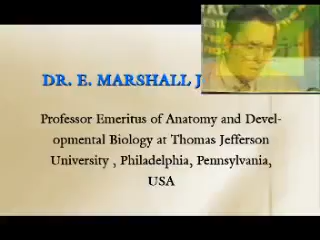 DR. E. MARSHALL J
Professor Emeritus of Anatomy and Devel-
opmental Biology at Thomas Jefferson
University , Philadelphia, Pennsylvania,
USA